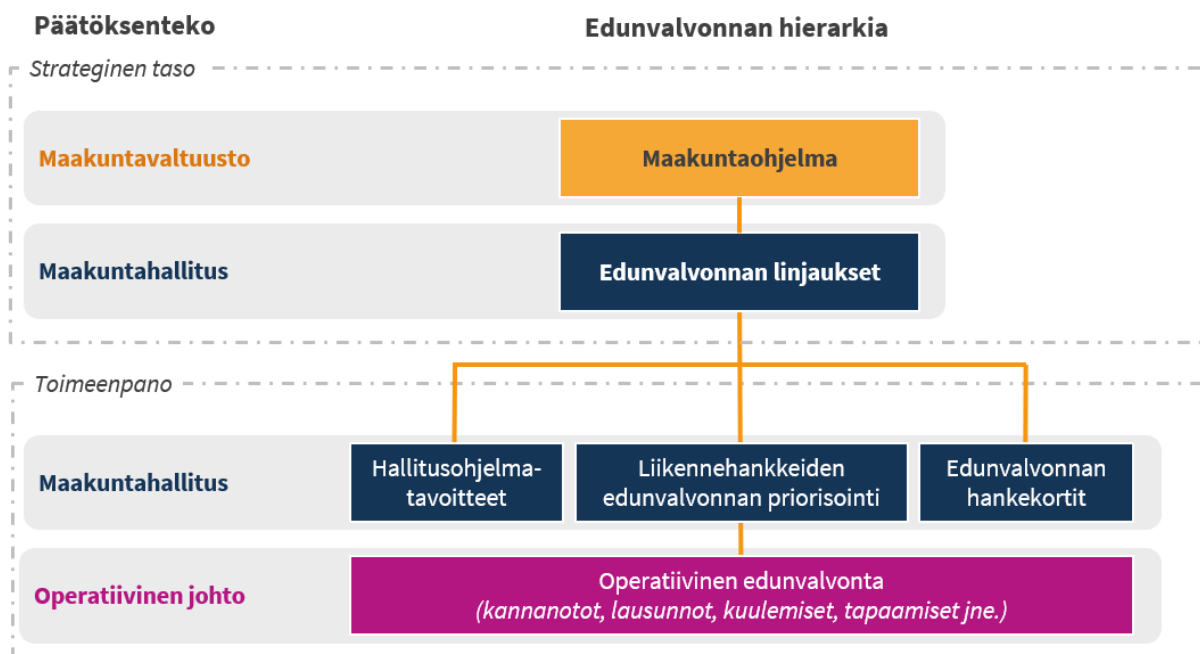 Päätöksenteko
Edunvalvonnan hierarkia
Strateginen taso
Maakuntavaltuusto
Maakuntaohjelma
Maakuntahallitus
Edunvalvonnan linjaukset
Toimeenpano
Maakuntahallitus
Hallitusohjelma-
tavoitteet
Liikennehankkeiden
edunvalvonnan priorisointi
Edunvalvonnan
hankekortit
Operatiivinen johto
Operatiivinen edunvalvonta
(kannanotot, lausunnot, kuulemiset, tapaamiset jne.)